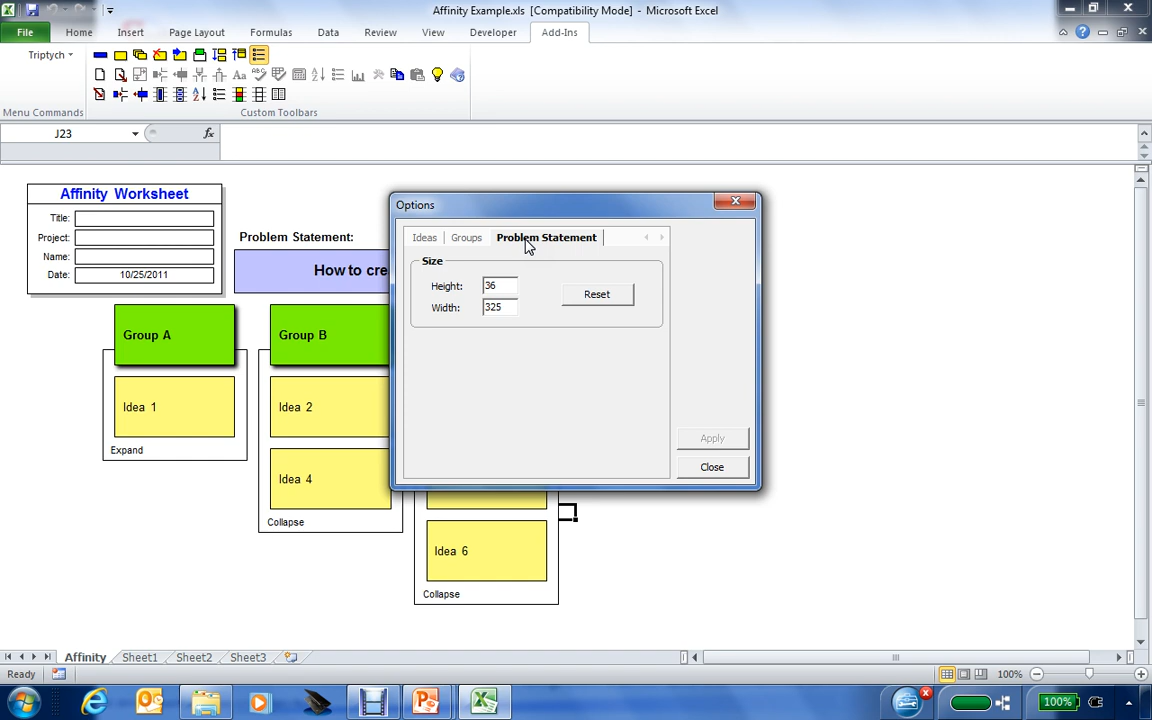 Affinity Example.xls [Compatibility Mode] - Microsoft Excel
File Home Insert Page Layout Formulas Data Review View Developer Add-Ins
Triptych
Menu Commands Custom Toolbars
J23 fx
Affinity Worksheet
Title:
Project:
Name:
Date: 10/25/2011
Problem Statement:
How to cre
Group A
Idea 1
Expand
Group B
Idea 2
Idea 4
Collapse
Idea 6
Collapse
Options
Ideas Groups Problem Statement
Size
Height: 36
Width: 325
Reset
Apply
Close
Affinity Sheet1 Sheet2 Sheet3
Ready 100%
100%